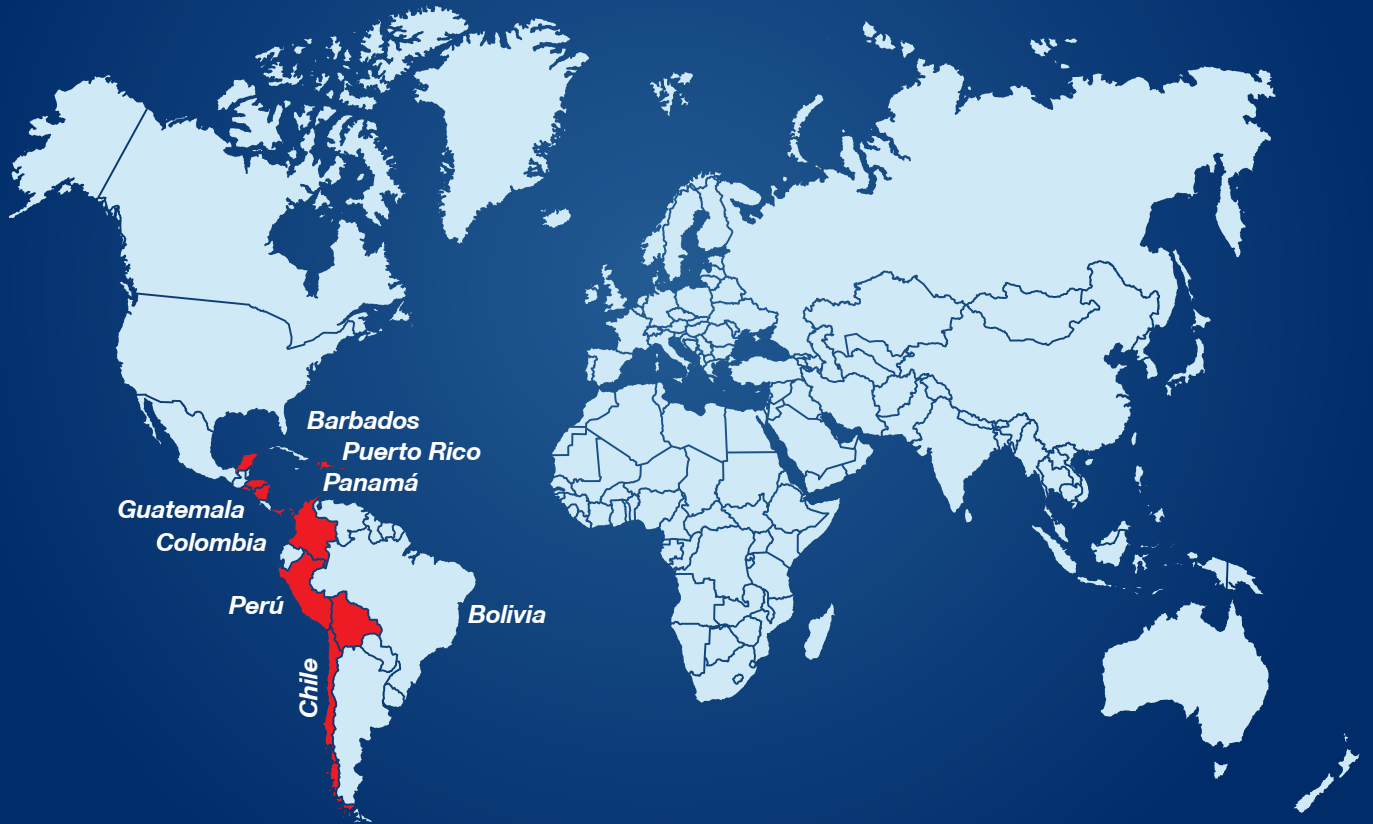 Barbados
Puerto Rico
Panamá
Guatemala
Colombia
Perú
Bolivia
Chile